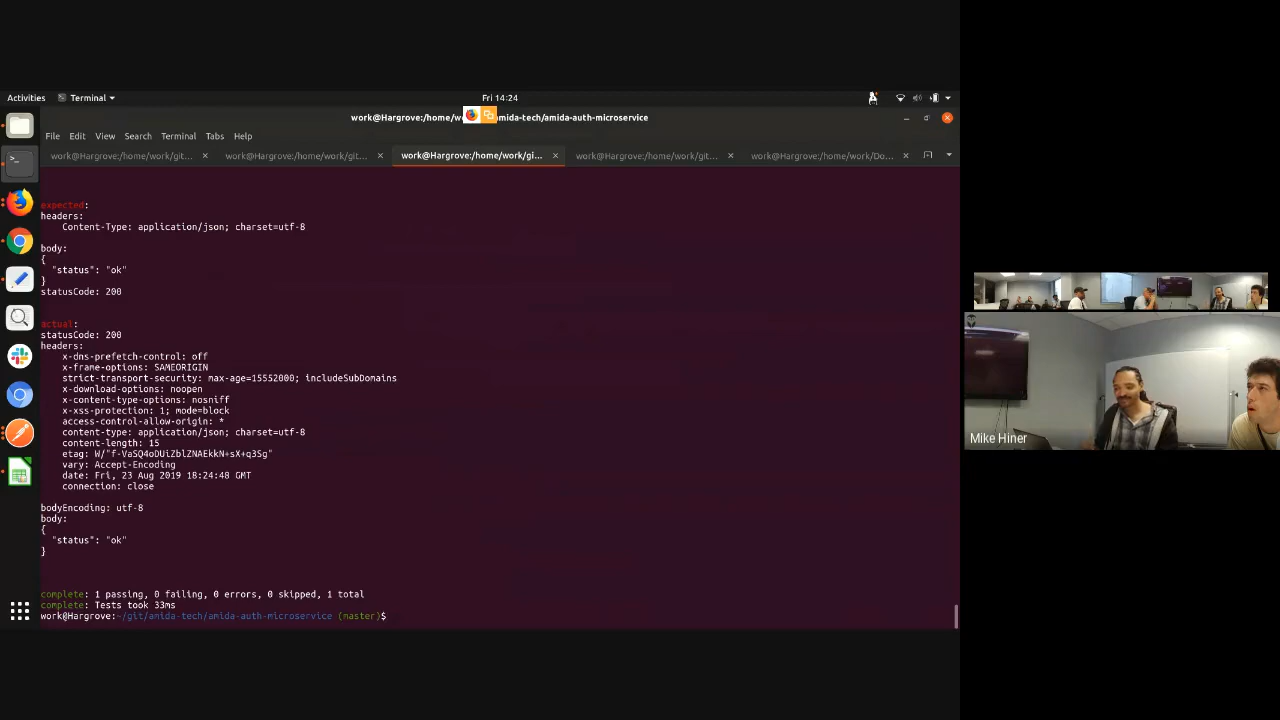 Activities
Terminal
Fri 14:24
work@Hargrove:/home/w
amida-tech/amida-auth-microservice
File Edit View Search Terminal Tabs Help
work@Hargrove:/home/work/git...
work@Hargrove:/home/work/git...
work@Hargrove:/home/work/gi...
work@Hargrove:/home/work/git...
work@Hargrove:/home/work/Do...
expected:
headers:
Content-Type: application/json; charset=utf-8
body:
{
"status": "ok"
}
statusCode: 200
actual:
statusCode: 200
headers:
x-dns-prefetch-control: off
x-frame-options: SAMEORIGIN
strict-transport-security: max-age=15552000; includeSubDomains
x-download-options: noopen
x-content-type-options: nosniff
x-xss-protection: 1; mode=block
access-control-allow-origin: *
content-type: application/json; charset=utf-8
content-length: 15
etag: W/"f-VaSQ4oDUiZblZNAEkkN+sX+q3Sg"
vary: Accept-Encoding
date: Fri, 23 Aug 2019 18:24:48 GMT
connection: close
bodyEncoding: utf-8
body:
{
"status": "ok"
}
complete: 1 passing, 0 failing, 0 errors, 0 skipped, 1 total
complete: Tests took 33ms
work@Hargrove:~/git/amida-tech/amida-auth-microservice (master)$
Mike Hiner